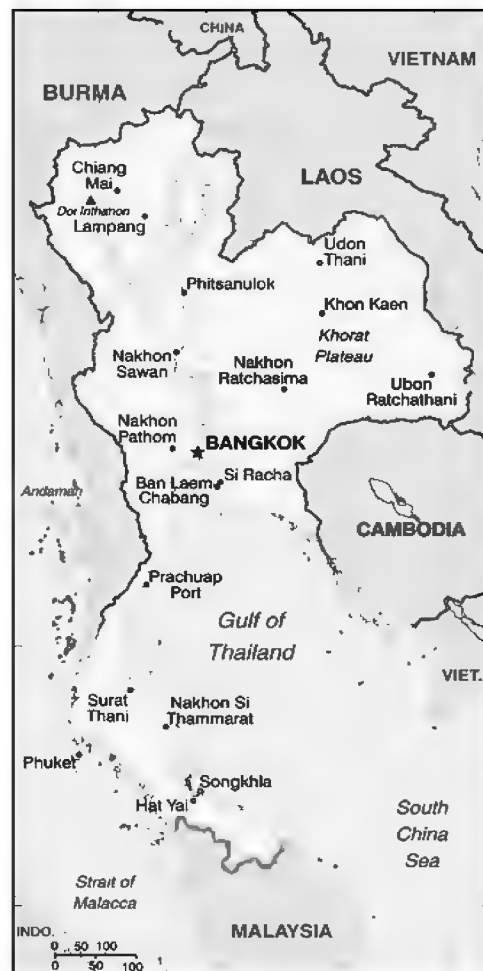 CHINA
VIETNAM
BURMA
LAOS
Chiang
Mai
Doi Inthanon
Lampang
Udon
Thani
Phitsanulok
Khon Kaen
Khorat
Plateau
Nakhon
Sawan
Nakhon
Ratchasima
Ubon
Ratchathani
Nakhon
Pathom
BANGKOK
Si Racha
Ban Laem
Chabang
Andaman
CAMBODIA
Prachuap
Port
Gulf of
Thailand
VIET.
Surat
Thani
Nakhon Si
Thammarat
Phuket
Songkhla
Hat Yai
South
China
Sea
Strait of
Malacca
INDO.
MALAYSIA
0 50 100
0 50 100